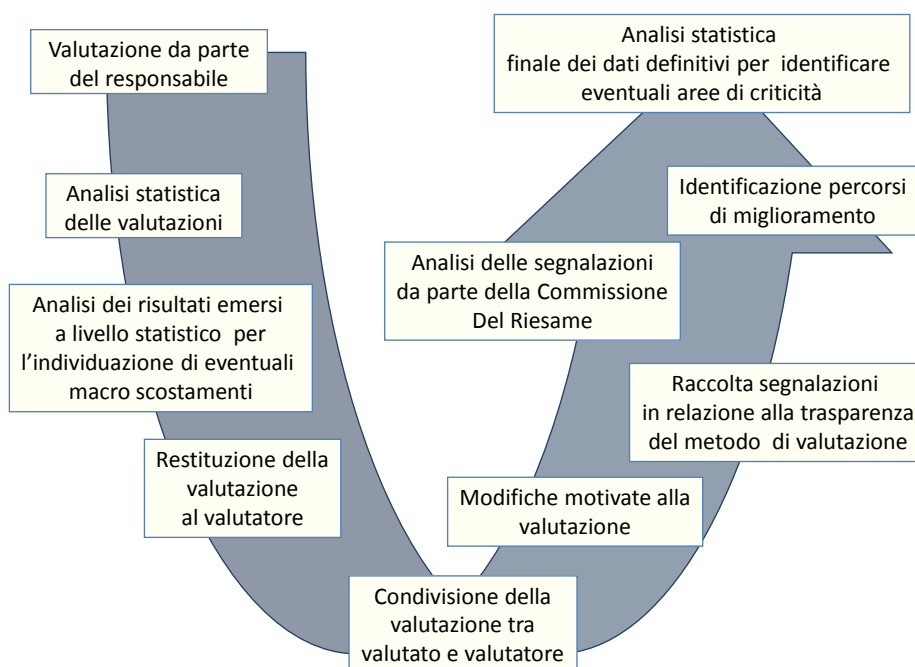 Valutazione da parte
del responsabile
Analisi statistica
delle valutazioni
Analisi dei risultati emersi
a livello statistico per
l'individuazione di eventuali
macro scostamenti
Restituzione della
valutazione
al valutatore
Condivisione della
valutazione tra
valutato e valutatore
Modifiche motivate alla
valutazione
Raccolta segnalazioni
in relazione alla trasparenza
del metodo di valutazione
Analisi delle segnalazioni
da parte della Commissione
Del Riesame
Identificazione percorsi
di miglioramento
Analisi statistica
finale dei dati definitivi per identificare
eventuali aree di criticità